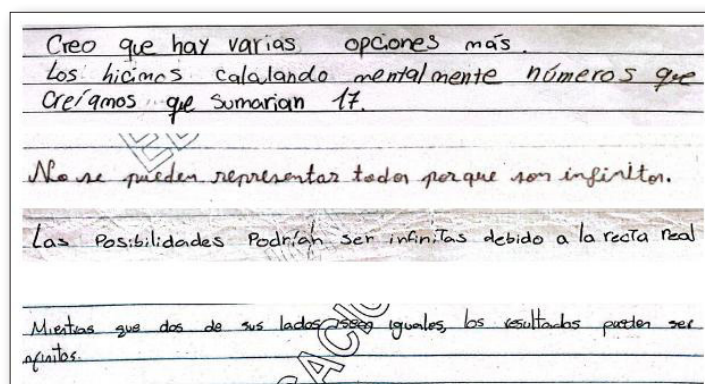 Creo que hay varias opciones más.
Los hicimos calalando mentalmente números que
creíamos que sumarian 17.
No se pueden representar todos porque son infinitos.
Las Posibilidades Podrían ser infinitas debido a la recta real
Mientras que dos de sus lados sean iguales, los resultados pueden ser
infinitos.